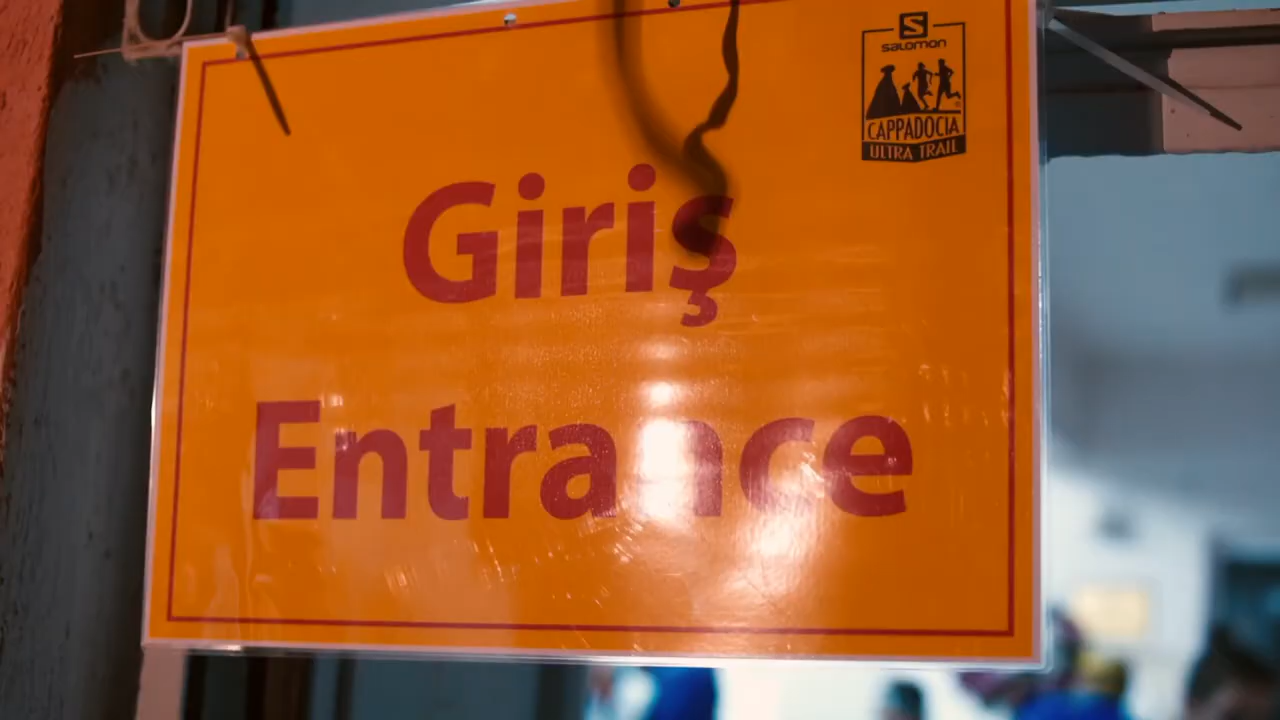 S
SALOMON
CAPPADOCIA
ULTRA TRAIL
Giriş
Entrance